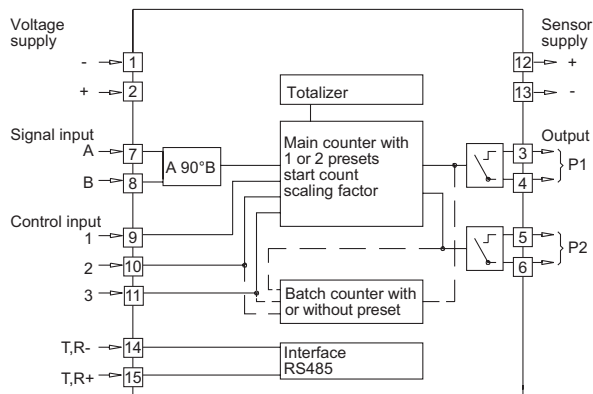 Voltage
supply
Sensor
supply
- 1
+ 2
12 +
13 -
Totalizer
Signal input
A 7
B 8
A 90°B
Main counter with
1 or 2 presets
start count
scaling factor
Output
3
4
P1
Control input
1 9
2 10
3 11
5
6
P2
Batch counter with
or without preset
T,R- 14
T,R+ 15
Interface
RS485